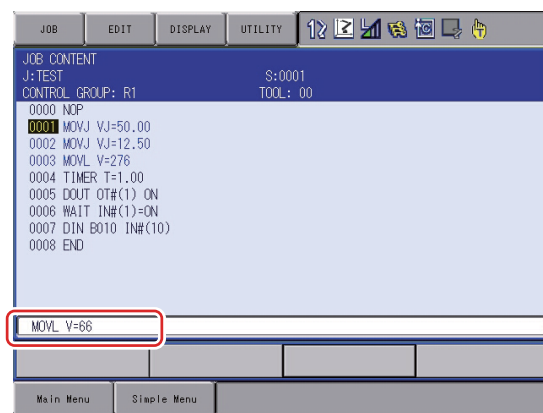 JOB EDIT DISPLAY UTILITY
JOB CONTENT
J:TEST S:0001
CONTROL GROUP: R1 TOOL: 00
0000 NOP
0001 MOVJ VJ=50.00
0002 MOVJ VJ=12.50
0003 MOVL V=276
0004 TIMER T=1.00
0005 DOUT OT#(1) ON
0006 WAIT IN#(1)=ON
0007 DIN B010 IN#(10)
0008 END
MOVL V=66
Main Menu Simple Menu